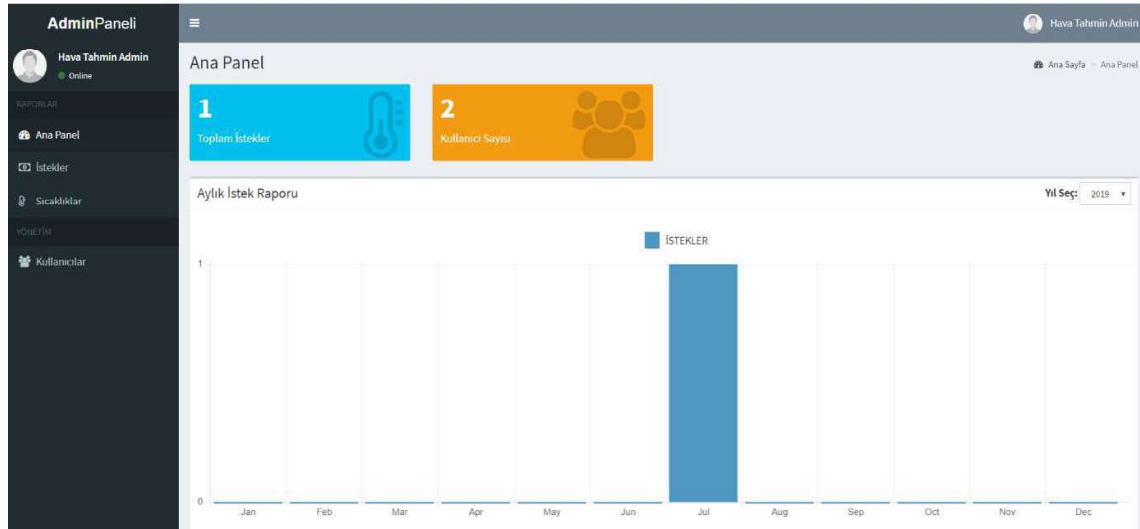 AdminPaneli
Hava Tahmin Admin
Hava Tahmin Admin
Online
RAPORLAR
Ana Panel
İstekler
Sıcaklıklar
YÖNETİM
Kullanıcılar
Ana Panel
Ana Sayfa > Ana Panel
1
Toplam İstekler
2
Kullanıcı Sayısı
Aylık İstek Raporu
Yıl Seç: 2019
İSTEKLER
1
0
Jan Feb Mar Apr May Jun Jul Aug Sep Oct Nov Dec